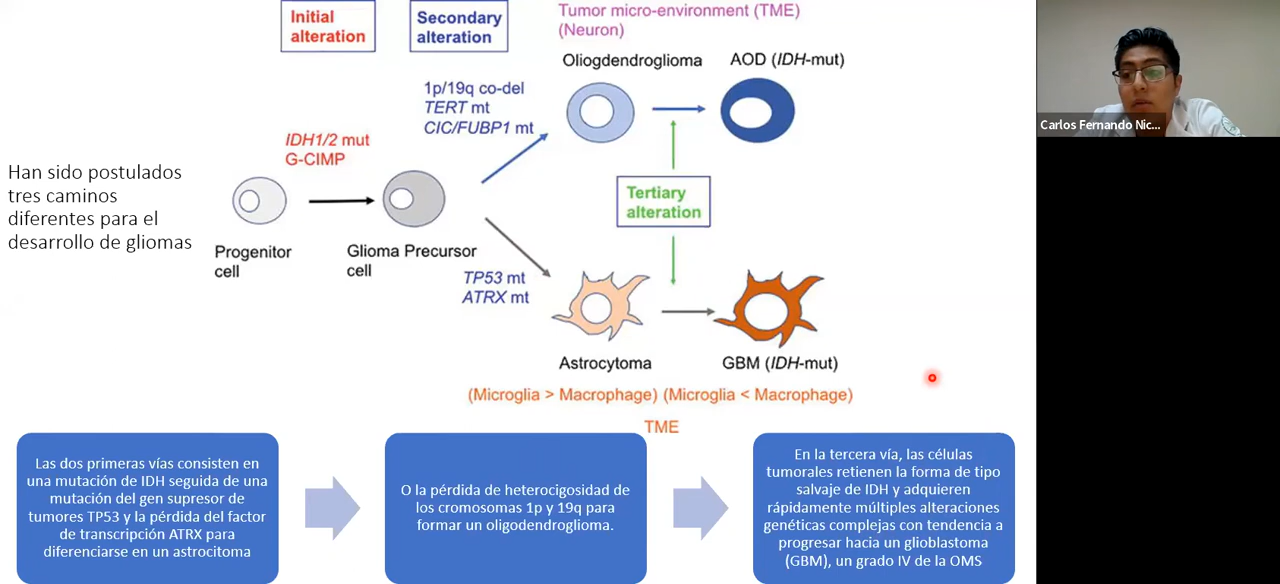 Initial
alteration
Secondary
alteration
Tumor micro-environment (TME)
(Neuron)
Oliogdendroglioma
AOD (IDH-mut)
1p/19q co-del
TERT mt
CIC/FUBP1 mt
IDH1/2 mut
G-CIMP
Han sido postulados
tres caminos
diferentes para el
desarrollo de gliomas
Progenitor
cell
Glioma Precursor
cell
Tertiary
alteration
TP53 mt
ATRX mt
Astrocytoma
GBM (IDH-mut)
(Microglia > Macrophage) (Microglia < Macrophage)
TME
Las dos primeras vías consisten en
una mutación de IDH seguida de una
mutación del gen supresor de
tumores TP53 y la pérdida del factor
de transcripción ATRX para
diferenciarse en un astrocitoma
O la pérdida de heterocigosidad de
los cromosomas 1p y 19q para
formar un oligodendroglioma.
En la tercera vía, las células
tumorales retienen la forma de tipo
salvaje de IDH y adquieren
rápidamente múltiples alteraciones
genéticas complejas con tendencia a
progresar hacia un glioblastoma
(GBM), un grado IV de la OMS
Carlos Fernando Nic...